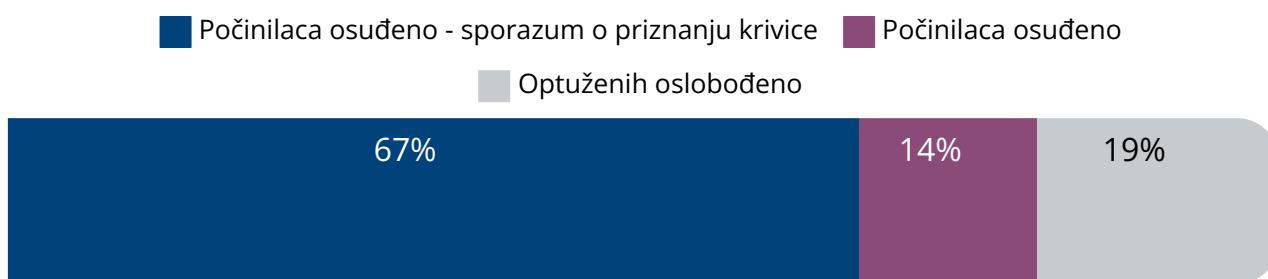 Počinilaca osuđeno - sporazum o priznanju krivice Počinilaca osuđeno
Optuženih oslobođeno
67% 14% 19%